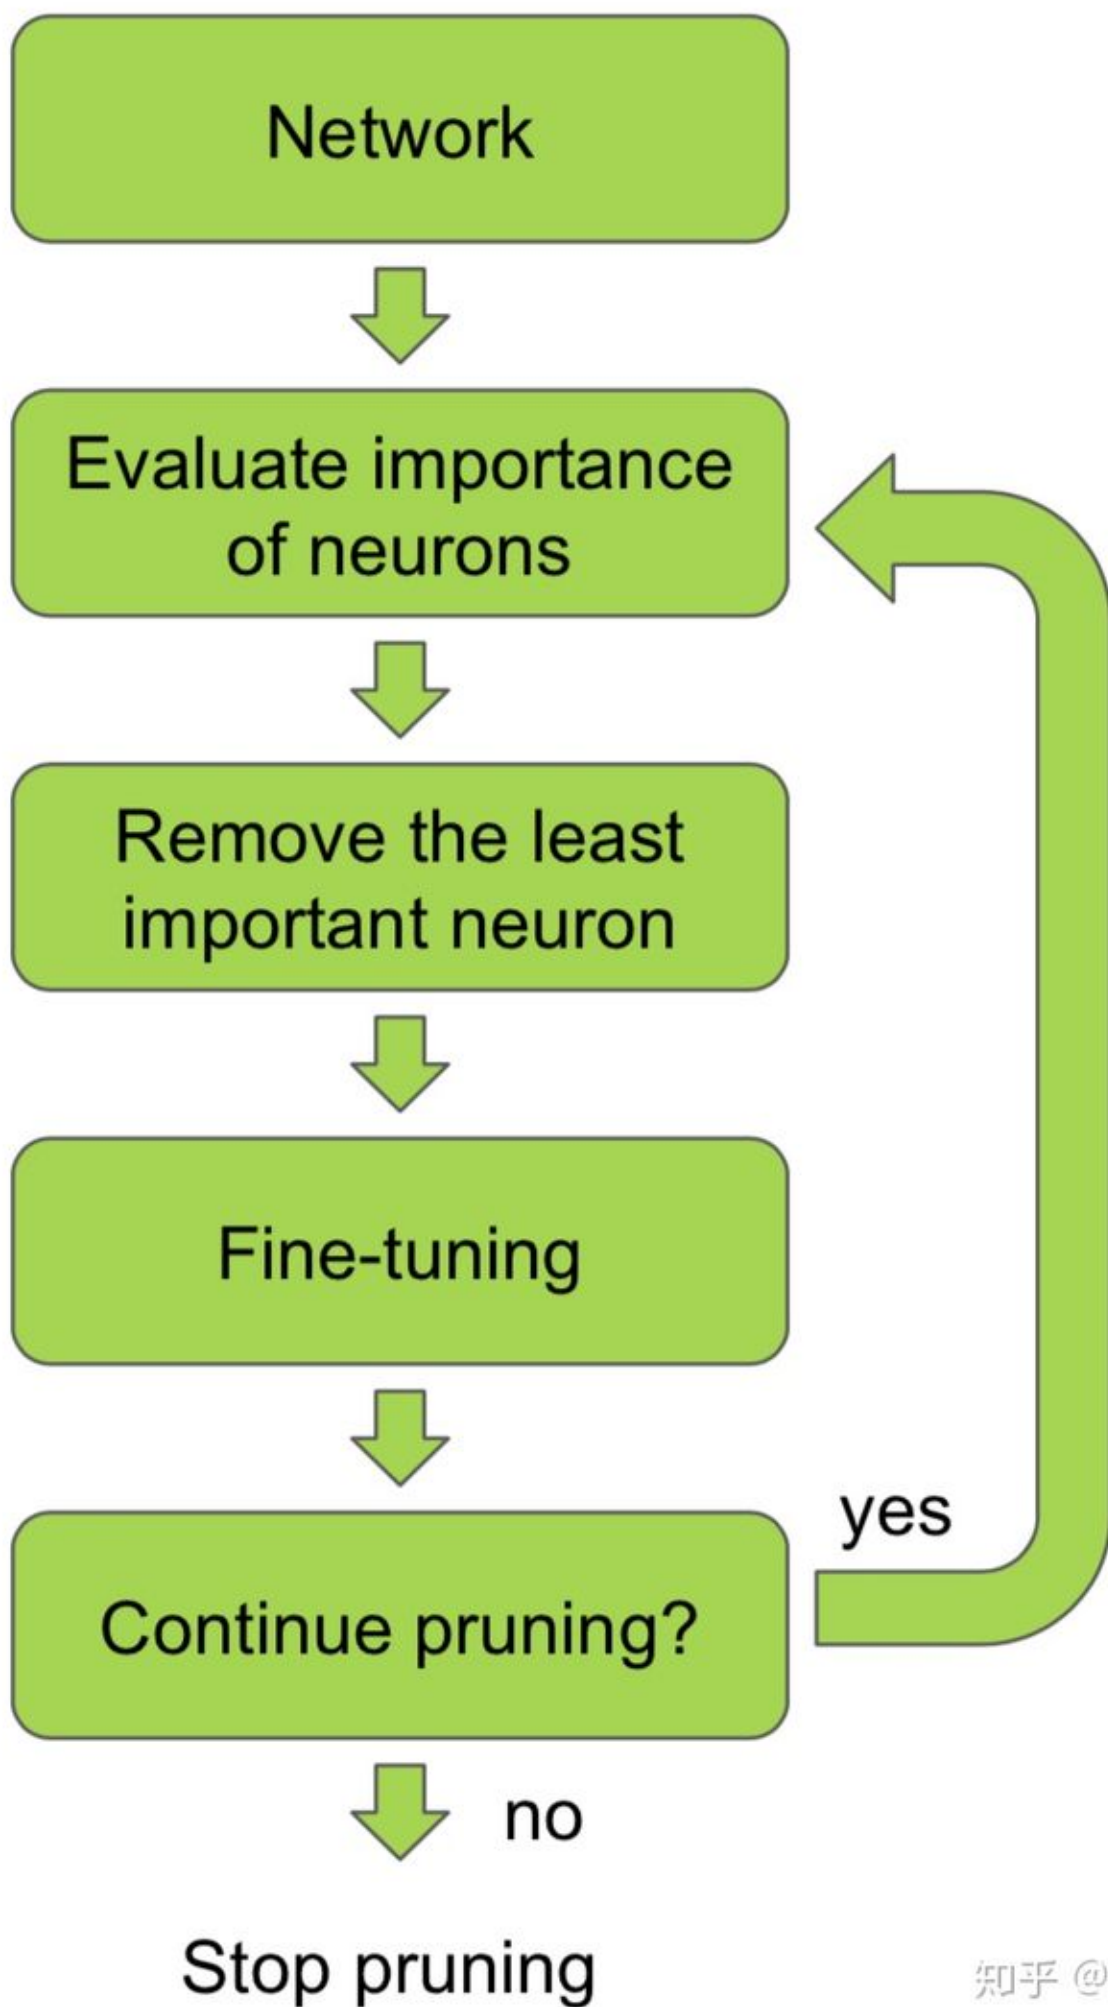 Network
Evaluate importance
of neurons
Remove the least
important neuron
Fine-tuning
yes
Continue pruning?
no
Stop pruning
知乎 @